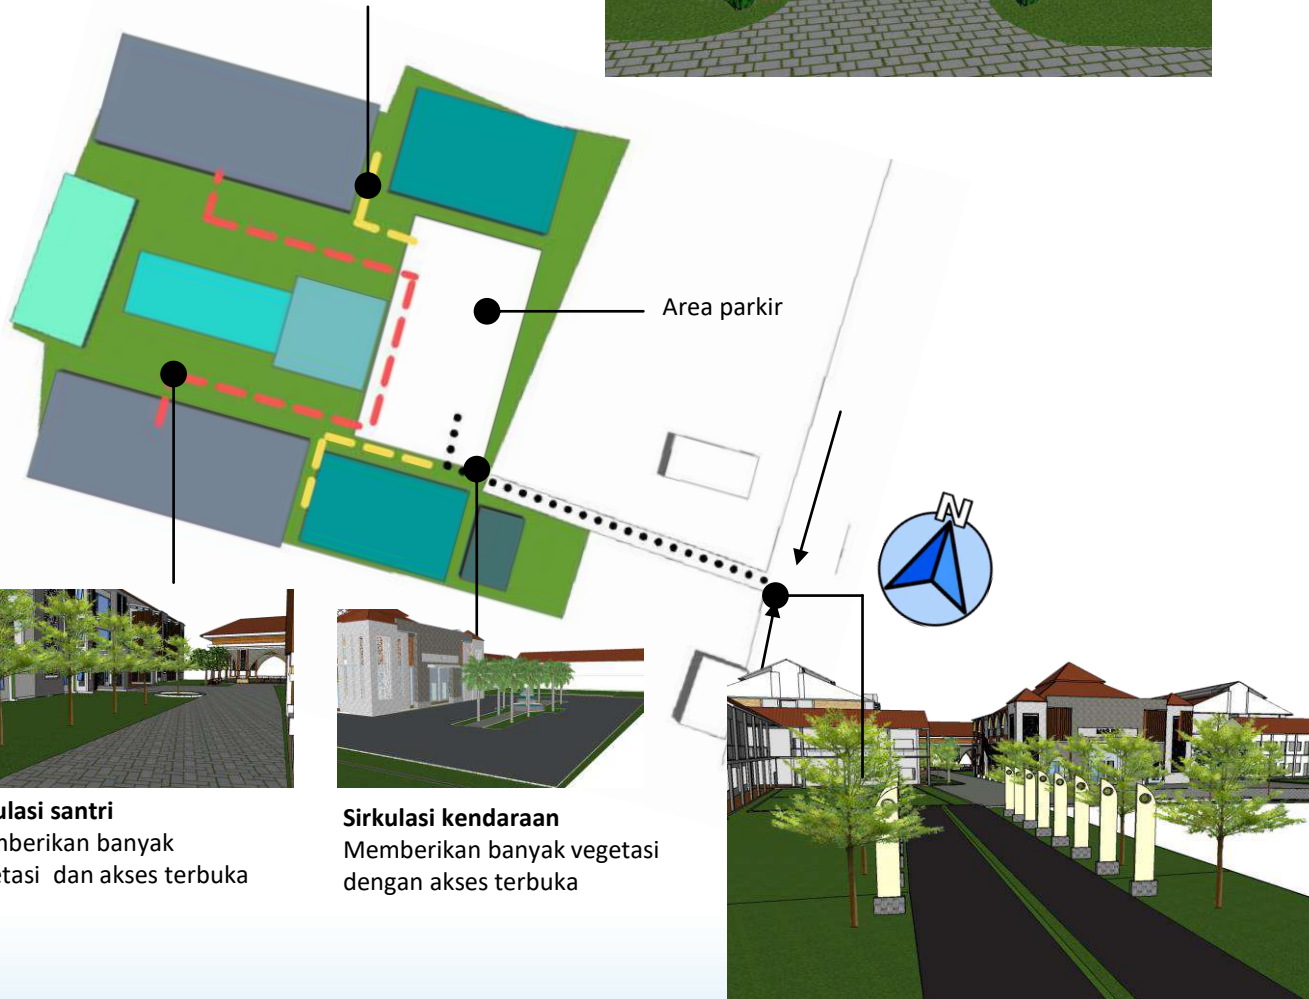 Area parkir
N
ulasi santri
nberikan banyak
etasi dan akses terbuka
Sirkulasi kendaraan
Memberikan banyak vegetasi
dengan akses terbuka